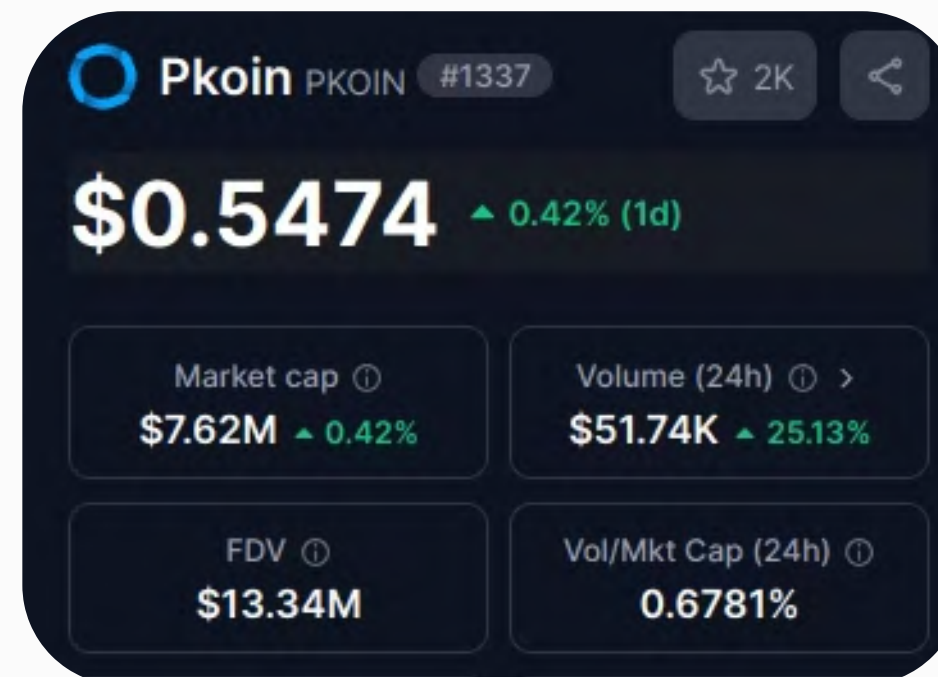 Pkoin PKOIN #1337 2K
$0.5474 0.42% (1d)
Market cap
$7.62M 0.42%
Volume (24h)
$51.74K 25.13%
FDV
$13.34M
Vol/Mkt Cap (24h)
0.6781%